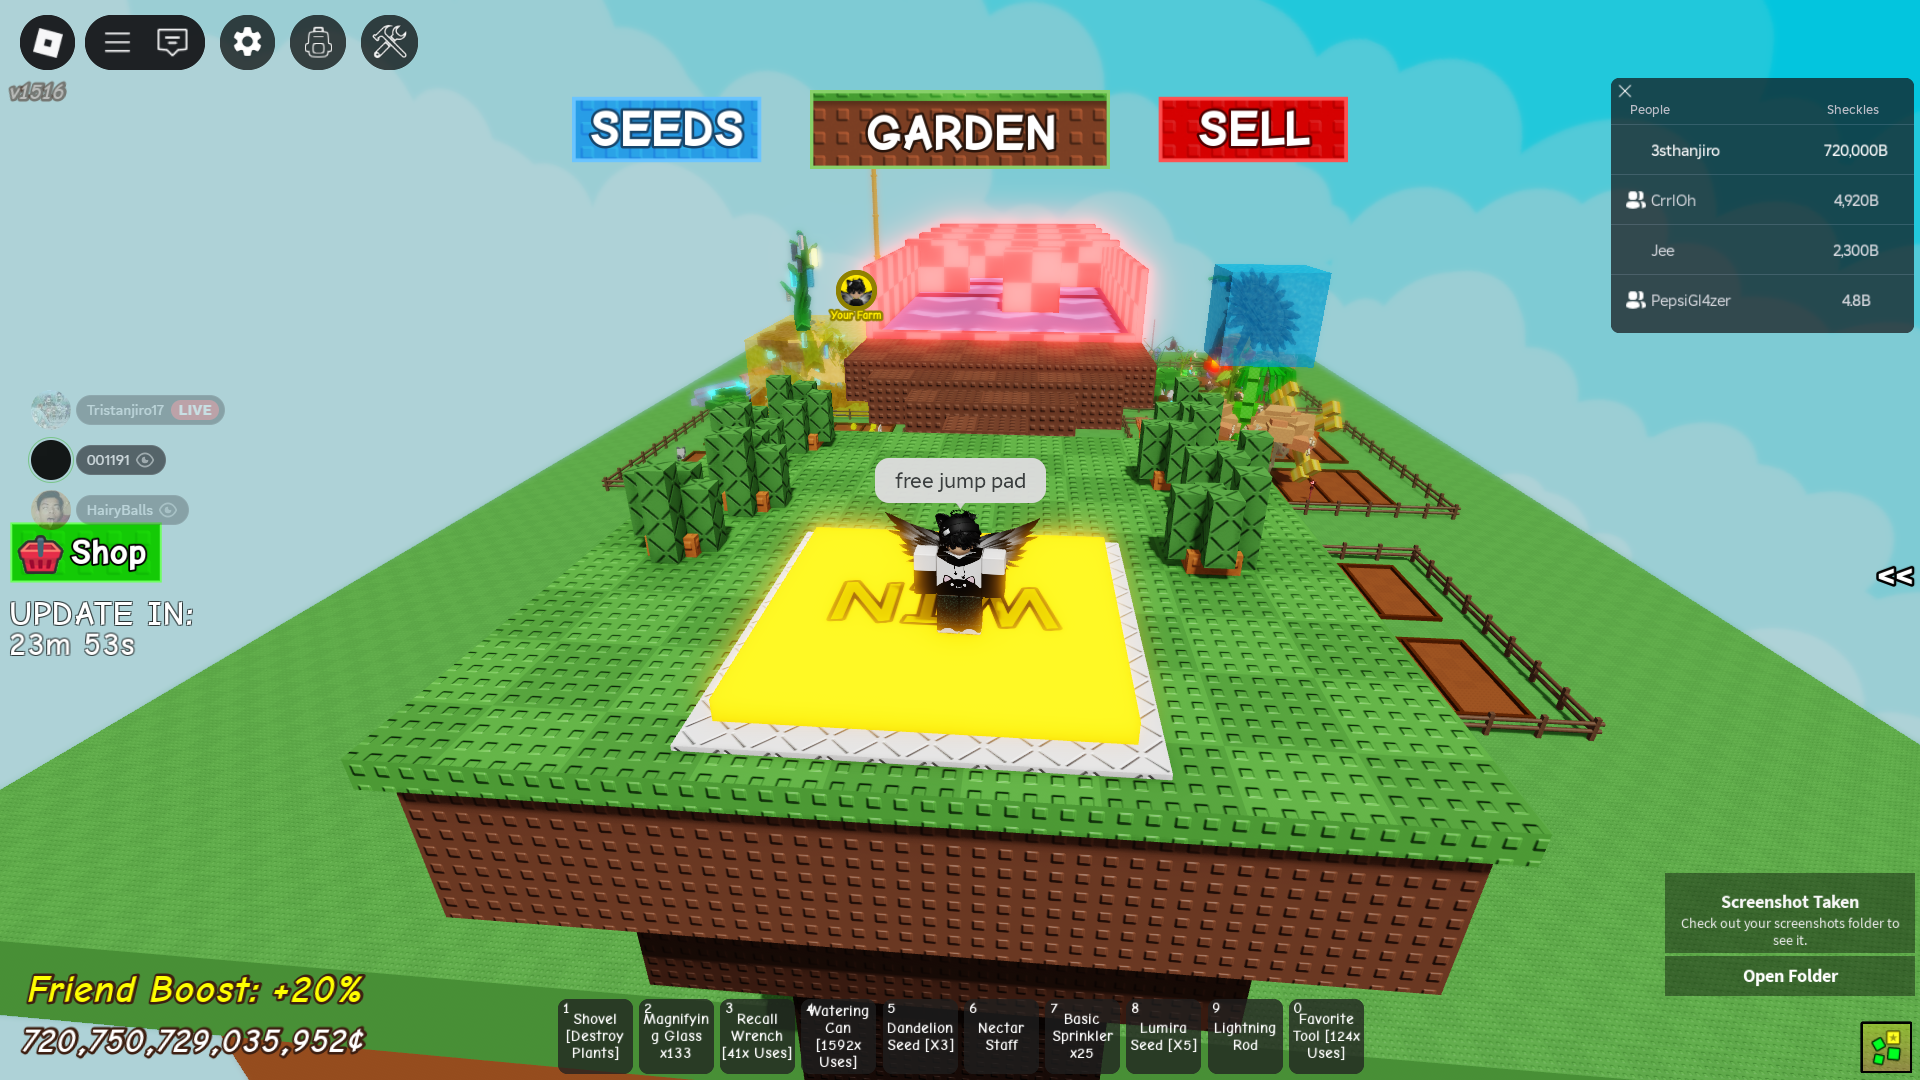 v1516
SEEDS
GARDEN
SELL
People Sheckles
3sthanjiro 720,000B
CrrlOh 4,920B
Jee 2,300B
PepsiGl4zer 4.8B
Your Farm
Tristanjiro17 LIVE
001191
HairyBalls
Shop
UPDATE IN:
23m 53s
free jump pad
WIN
<<
Screenshot Taken
Check out your screenshots folder to
see it.
Open Folder
Friend Boost: +20%
720,750,729,035,952¢
1
Shovel
[Destroy
Plants]
2
Magnifyin
g Glass
x133
3
Recall
Wrench
[41x Uses]
4
Watering
Can
[1592x
Uses]
5
Dandelion
Seed [X3]
6
Nectar
Staff
7
Basic
Sprinkler
x25
8
Lumira
Seed [X5]
9
Lightning
Rod
0
Favorite
Tool [124x
Uses]